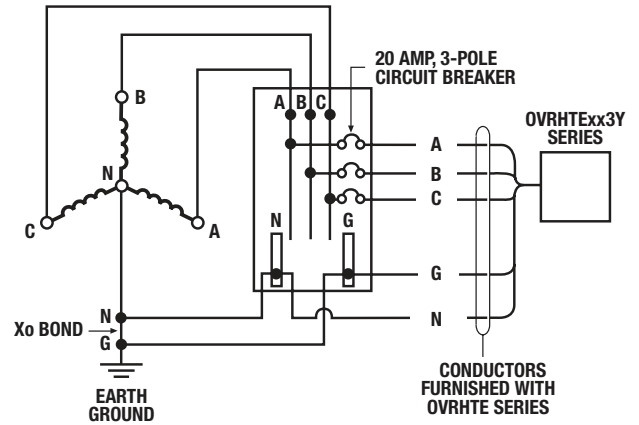 20 AMP, 3-POLE
CIRCUIT BREAKER
B
A B C
OVRHTExx3Y
SERIES
A
B
N
C
C
A
N
G
G
N
Xo BOND
N
G
EARTH
GROUND
CONDUCTORS
FURNISHED WITH
OVRHTE SERIES